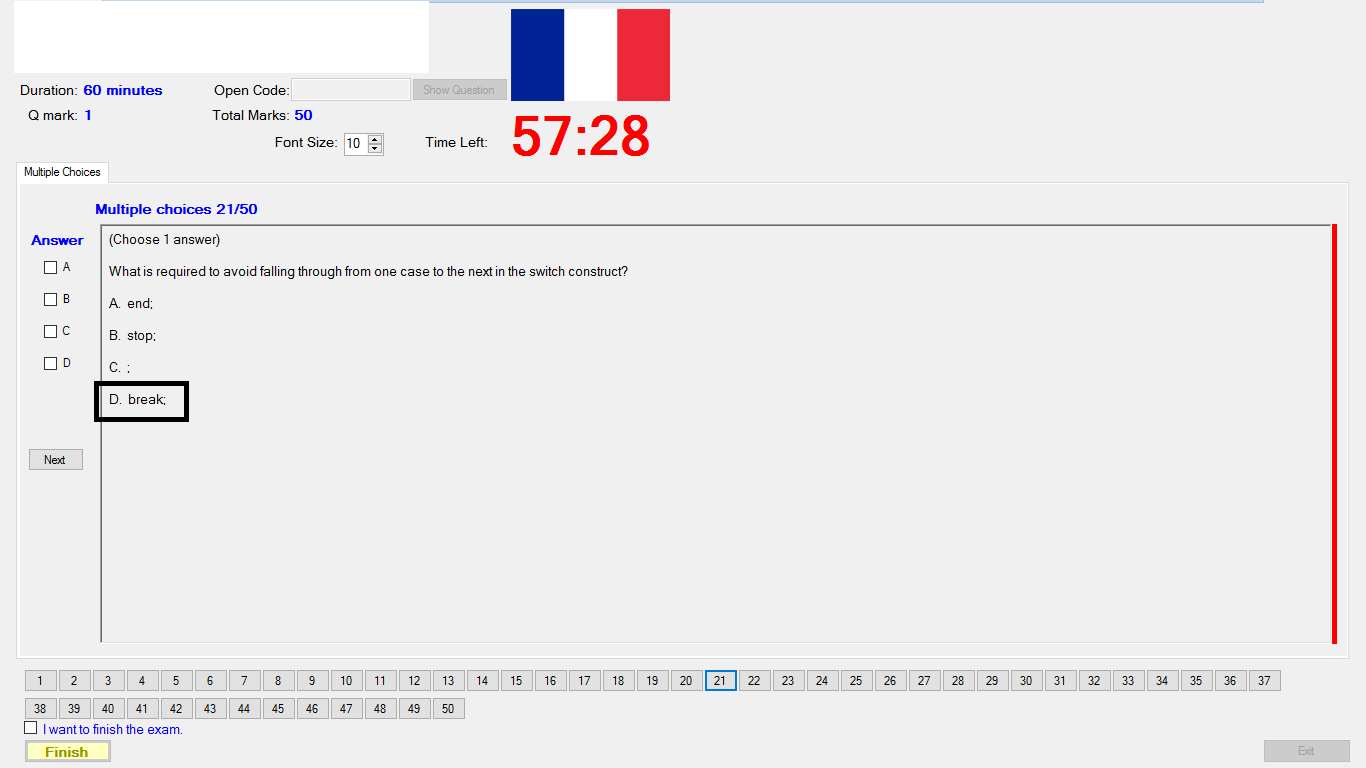 Duration: 60 minutes
Open Code:
Show Question
Q mark: 1
Total Marks: 50
Font Size: 10
Time Left: 57:28
Multiple Choices
Multiple choices 21/50
Answer
(Choose 1 answer)
A
What is required to avoid falling through from one case to the next in the switch construct?
B
A. end;
C
B. stop;
D
C. ;
D. break;
Next
1 2 3 4 5 6 7 8 9 10 11 12 13 14 15 16 17 18 19 20 21 22 23 24 25 26 27 28 29 30 31 32 33 34 35 36 37
38 39 40 41 42 43 44 45 46 47 48 49 50
I want to finish the exam.
Finish
Exit